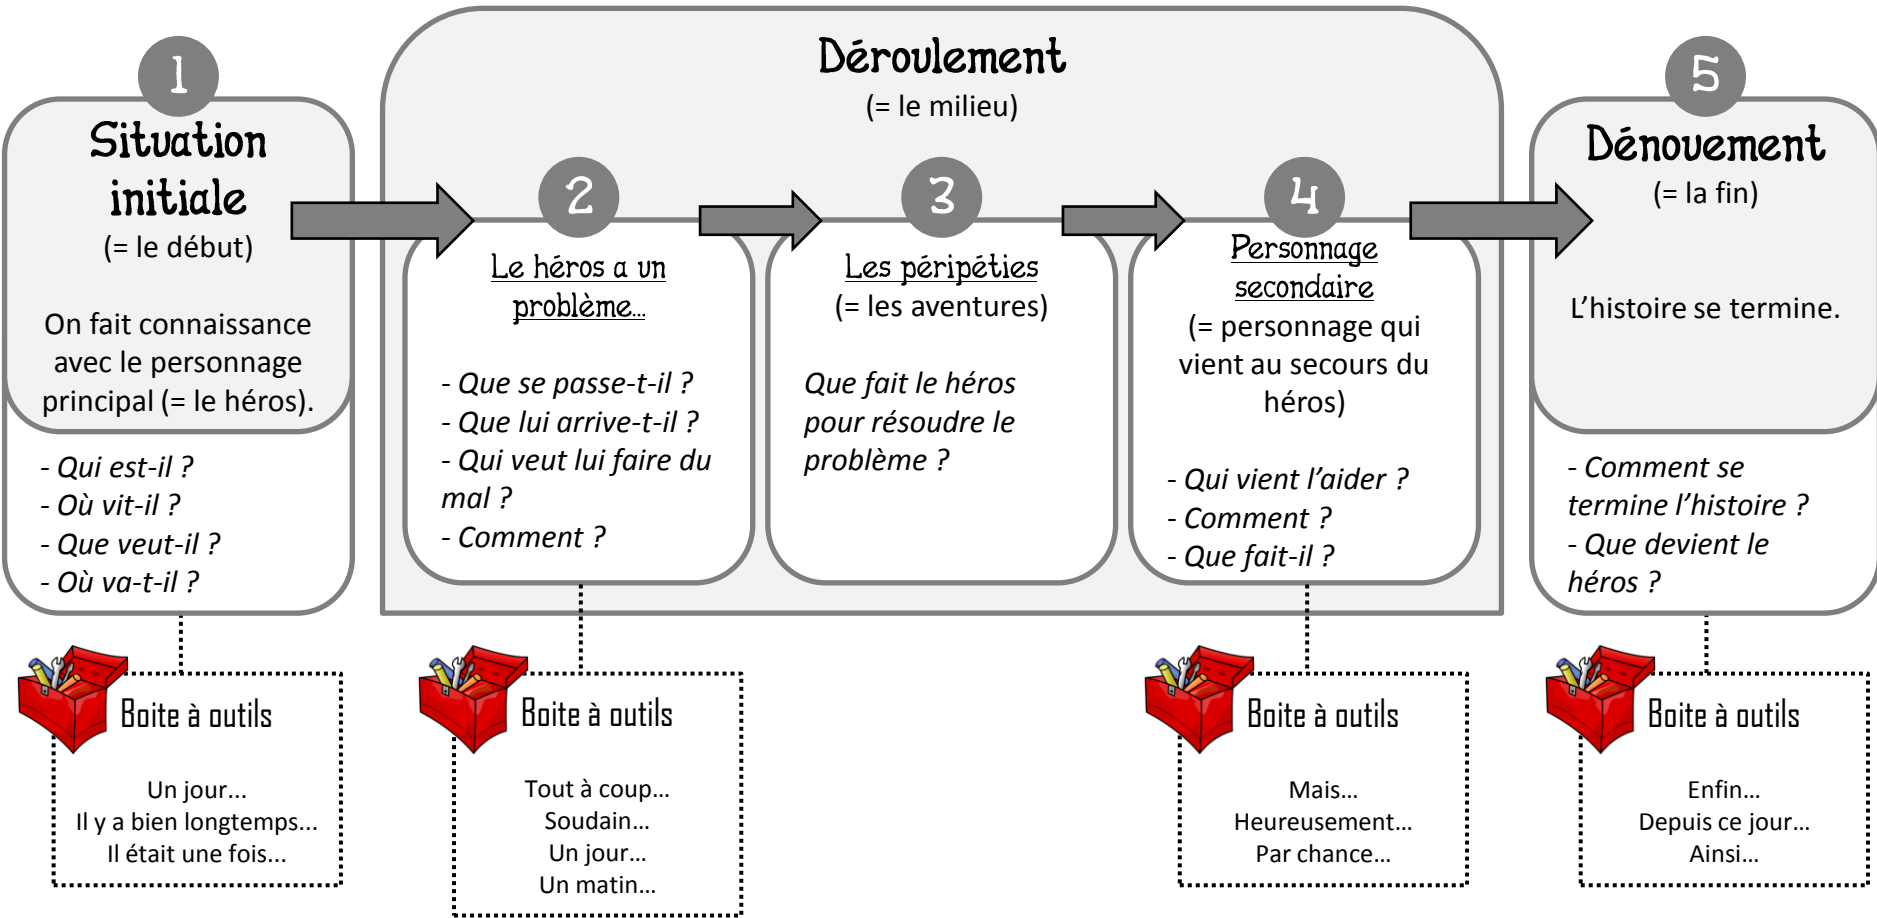 1
Situation
initiale
(= le début)
On fait connaissance
avec le personnage
principal (= le héros).
- Qui est-il ?
- Où vit-il ?
- Que veut-il ?
- Où va-t-il ?
Boite à outils
Un jour...
Il y a bien longtemps...
Il était une fois...
Déroulement
(= le milieu)
2
Le héros a un
problème...
- Que se passe-t-il ?
- Que lui arrive-t-il ?
- Qui veut lui faire du
mal ?
- Comment ?
Boite à outils
Tout à coup...
Soudain...
Un jour...
Un matin...
3
Les péripéties
(= les aventures)
Que fait le héros
pour résoudre le
problème ?
4
Personnage
secondaire
(= personnage qui
vient au secours du
héros)
- Qui vient l'aider ?
- Comment ?
- Que fait-il ?
Boite à outils
Mais...
Heureusement...
Par chance...
5
Dénouement
(= la fin)
L'histoire se termine.
- Comment se
termine l'histoire ?
- Que devient le
héros ?
Boite à outils
Enfin...
Depuis ce jour...
Ainsi...